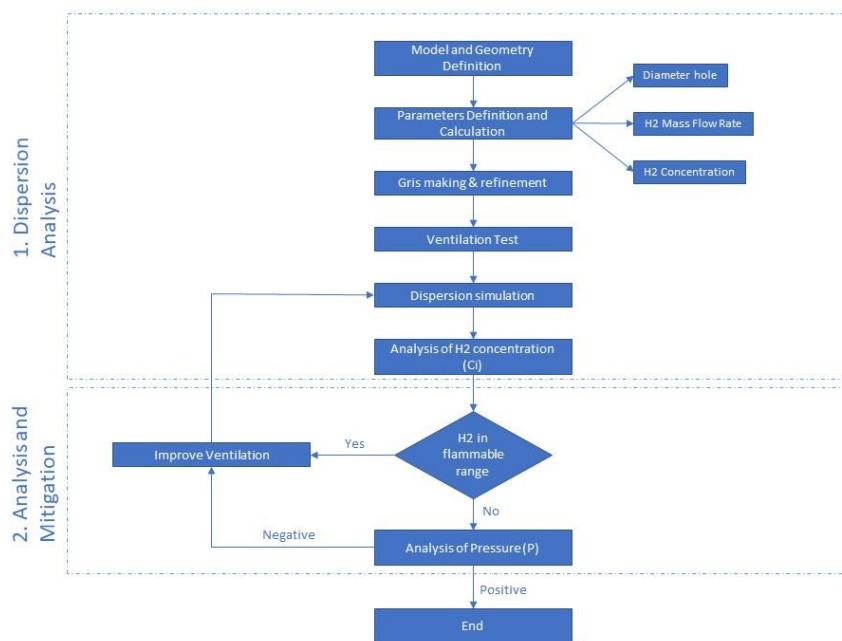 Model and Geometry
Definition
Diameter hole
Parameters Definition and
Calculation
H2 Mass Flow Rate
H2 Concentration
Gris making & refinement
1. Dispersion
Analysis
Ventilation Test
Dispersion simulation
Analysis of H2 concentration
(Ci)
2. Analysis and
Mitigation
H2 in
flammable
range
Yes
Improve Ventilation
No
Negative
Analysis of Pressure (P)
Positive
End